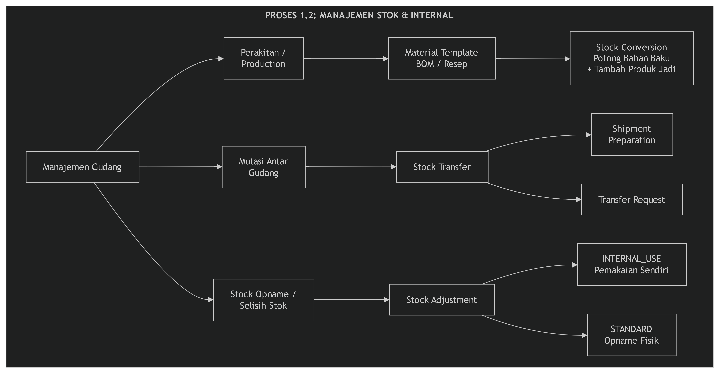 PROSES 1.2; MANAJEMEN STOK & INTERNAL
Perakitan /
Production
Material Template
BOM / Resep
Stock Conversion
Potong Bahan Baku
+ Tambah Produk Jadi
Manajemen Gudang
Mutasi Antar
Gudang
Stock Transfer
Shipment
Preparation
Transfer Request
Stock Opname /
Selisih Stok
Stock Adjustment
INTERNAL_USE
Pemakaian Sendiri
STANDARD
Opname Fisik